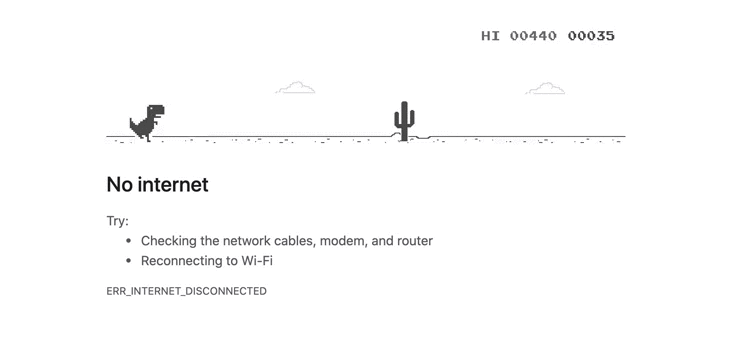 HI 00440 00035
No internet
Try:
• Checking the network cables, modem, and router
• Reconnecting to Wi-Fi
ERR_INTERNET_DISCONNECTED